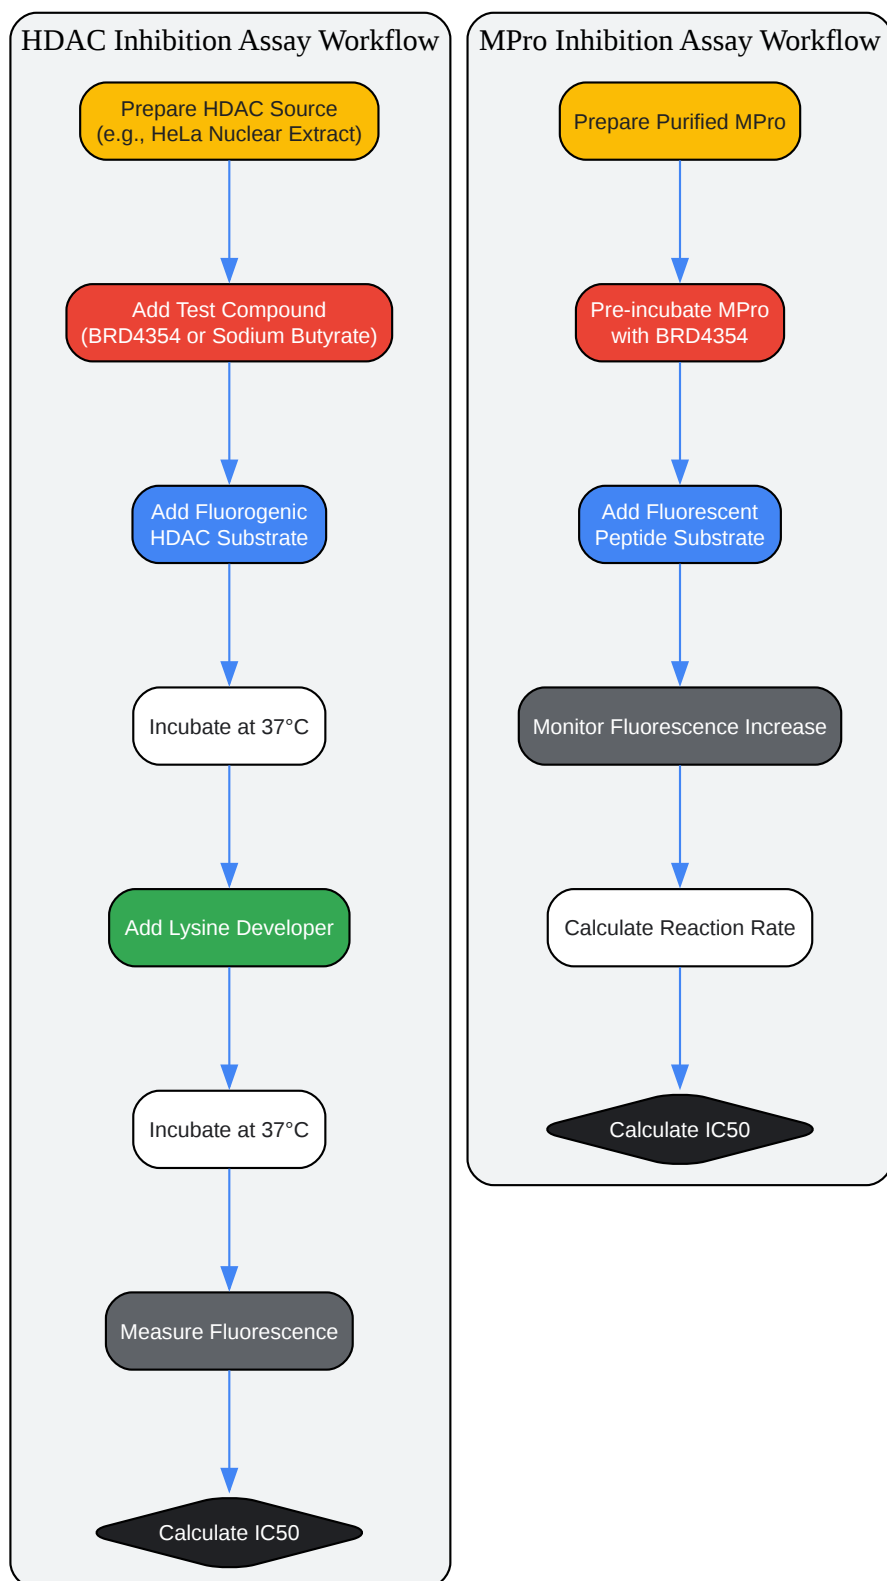 HDAC Inhibition Assay Workflow
Prepare HDAC Source
(e.g., HeLa Nuclear Extract)
Add Test Compound
(BRD4354 or Sodium Butyrate)
Add Fluorogenic
HDAC Substrate
Incubate at 37°C
Add Lysine Developer
Incubate at 37°C
Measure Fluorescence
Calculate IC50
MPro Inhibition Assay Workflow
Prepare Purified MPro
Pre-incubate MPro
with BRD4354
Add Fluorescent
Peptide Substrate
Monitor Fluorescence Increase
Calculate Reaction Rate
Calculate IC50